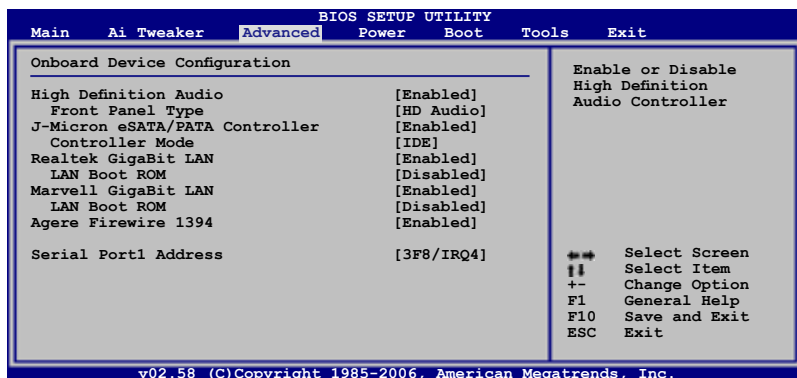 BIOS SETUP UTILITY
Main Ai Tweaker Advanced Power Boot Tools Exit
Onboard Device Configuration
High Definition Audio [Enabled]
Front Panel Type [HD Audio]
J-Micron eSATA/PATA Controller [Enabled]
Controller Mode [IDE]
Realtek GigaBit LAN [Enabled]
LAN Boot ROM [Disabled]
Marvell GigaBit LAN [Enabled]
LAN Boot ROM [Disabled]
Agere Firewire 1394 [Enabled]
Serial Port1 Address [3F8/IRQ4]
Enable or Disable
High Definition
Audio Controller
←→ Select Screen
↑↓ Select Item
+- Change Option
F1 General Help
F10 Save and Exit
ESC Exit
v02.58 (C)Copyright 1985-2006, American Megatrends, Inc.